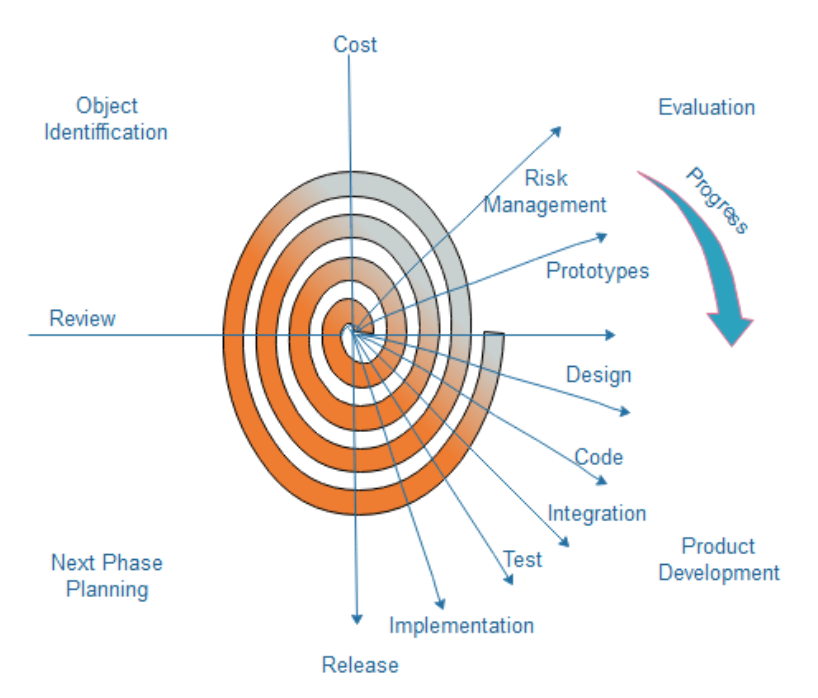 Cost
Object
Identiffication
Evaluation
Progress
Risk
Management
Prototypes
Review
Design
Code
Integration
Test
Next Phase
Planning
Product
Development
Implementation
Release